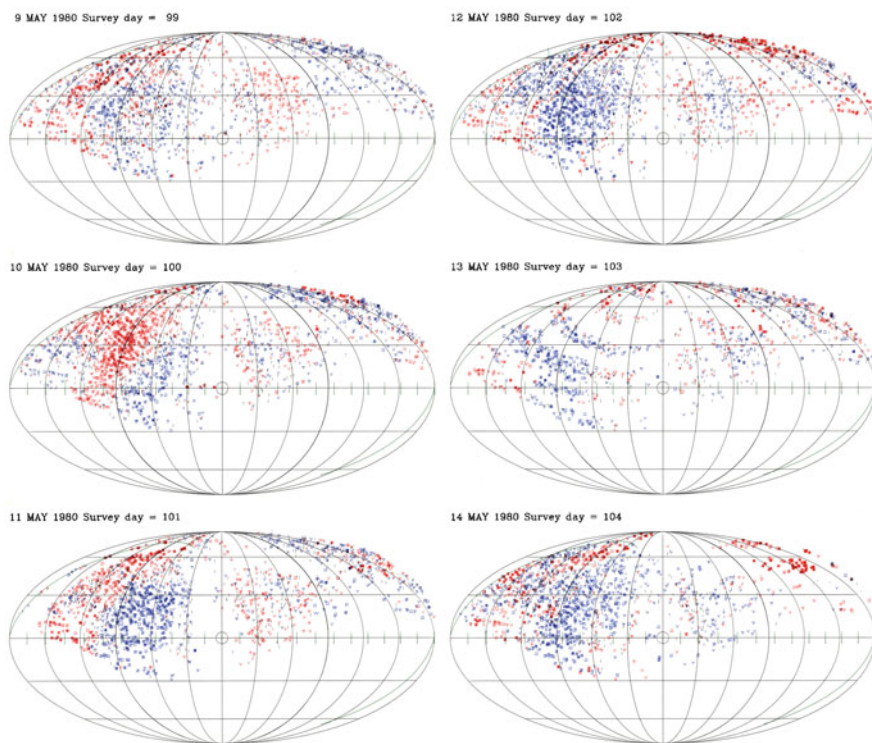 9 MAY 1980 Survey day =  99
12 MAY 1980 Survey day = 102
10 MAY 1980 Survey day = 100
13 MAY 1980 Survey day = 103
11 MAY 1980 Survey day = 101
14 MAY 1980 Survey day = 104